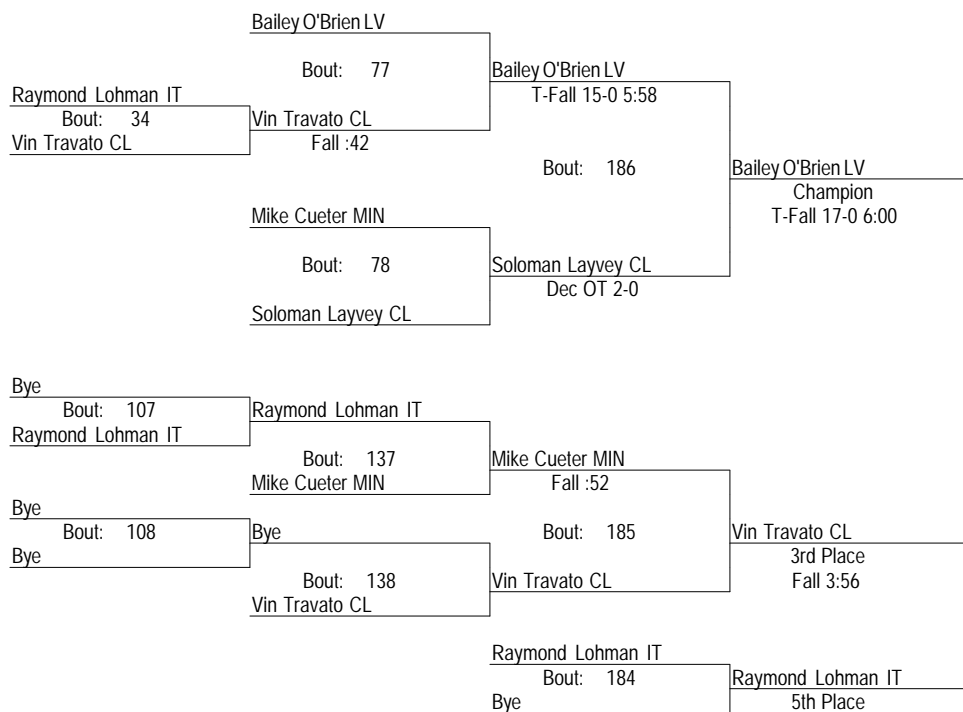 Bailey O'Brien LV
Bout: 77
Bailey O'Brien LV
T-Fall 15-0 5:58
Raymond Lohman IT
Bout: 34
Vin Travato CL
Vin Travato CL
Fall :42
Bout: 186
Bailey O'Brien LV
Champion
T-Fall 17-0 6:00
Mike Cueter MIN
Bout: 78
Soloman Layvey CL
Dec OT 2-0
Soloman Layvey CL
Bye
Bout: 107
Raymond Lohman IT
Raymond Lohman IT
Bout: 137
Mike Cueter MIN
Mike Cueter MIN
Fall :52
Bye
Bout: 108
Bye
Bye
Bout: 185
Vin Travato CL
3rd Place
Fall 3:56
Bout: 138
Vin Travato CL
Vin Travato CL
Raymond Lohman IT
Bout: 184
Bye
Raymond Lohman IT
5th Place